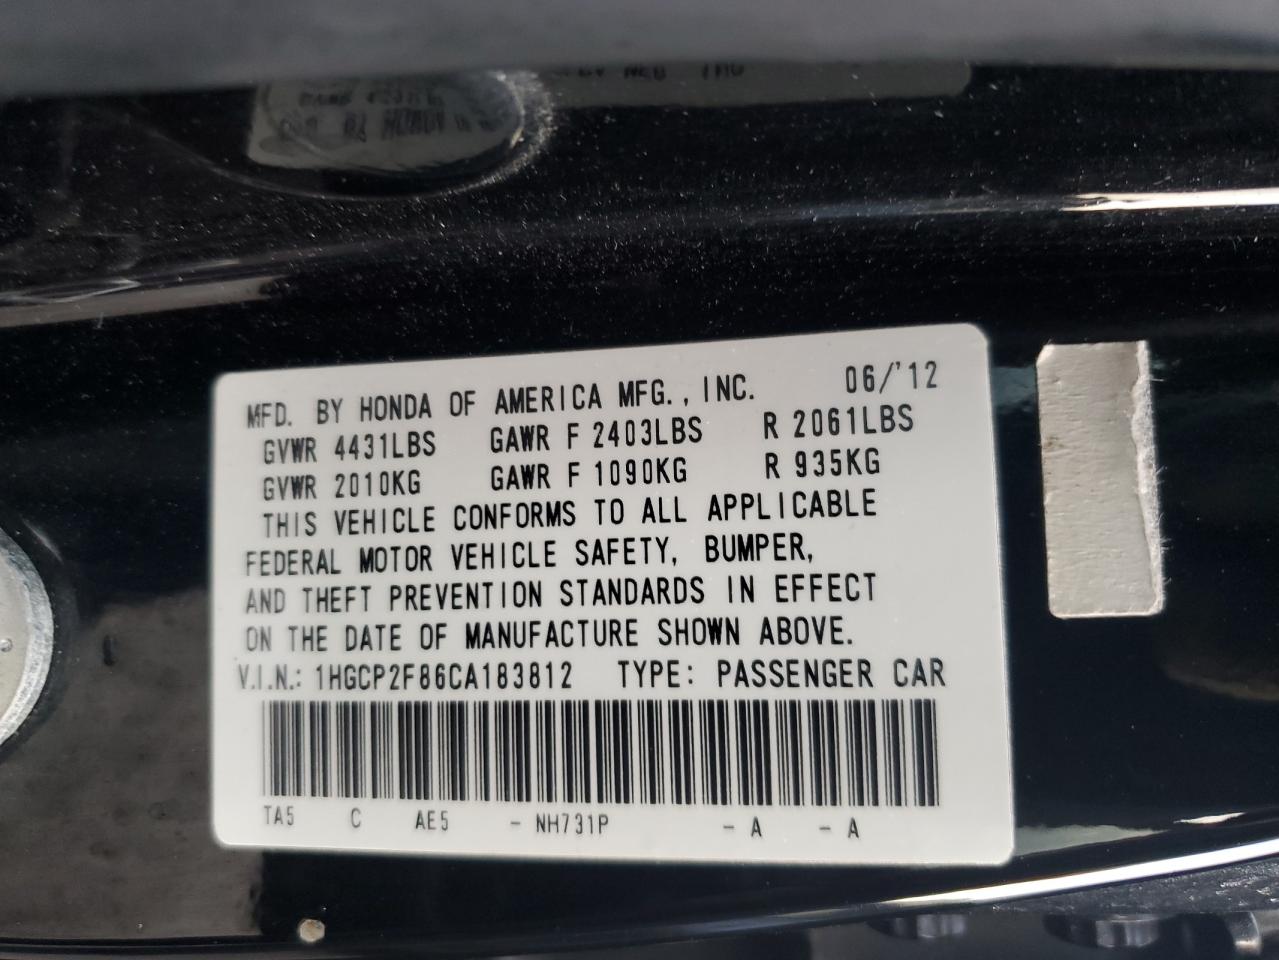 MFD. BY HONDA OF AMERICA MFG., INC. 06/'12
GVWR 4431LBS GAWR F 2403LBS R 2061LBS
GVWR 2010KG GAWR F 1090KG R 935KG
THIS VEHICLE CONFORMS TO ALL APPLICABLE
FEDERAL MOTOR VEHICLE SAFETY, BUMPER,
AND THEFT PREVENTION STANDARDS IN EFFECT
ON THE DATE OF MANUFACTURE SHOWN ABOVE.
V.I.N.: 1HGCP2F86CA183812 TYPE: PASSENGER CAR
TA5 C AE5 - NH731P - A - A